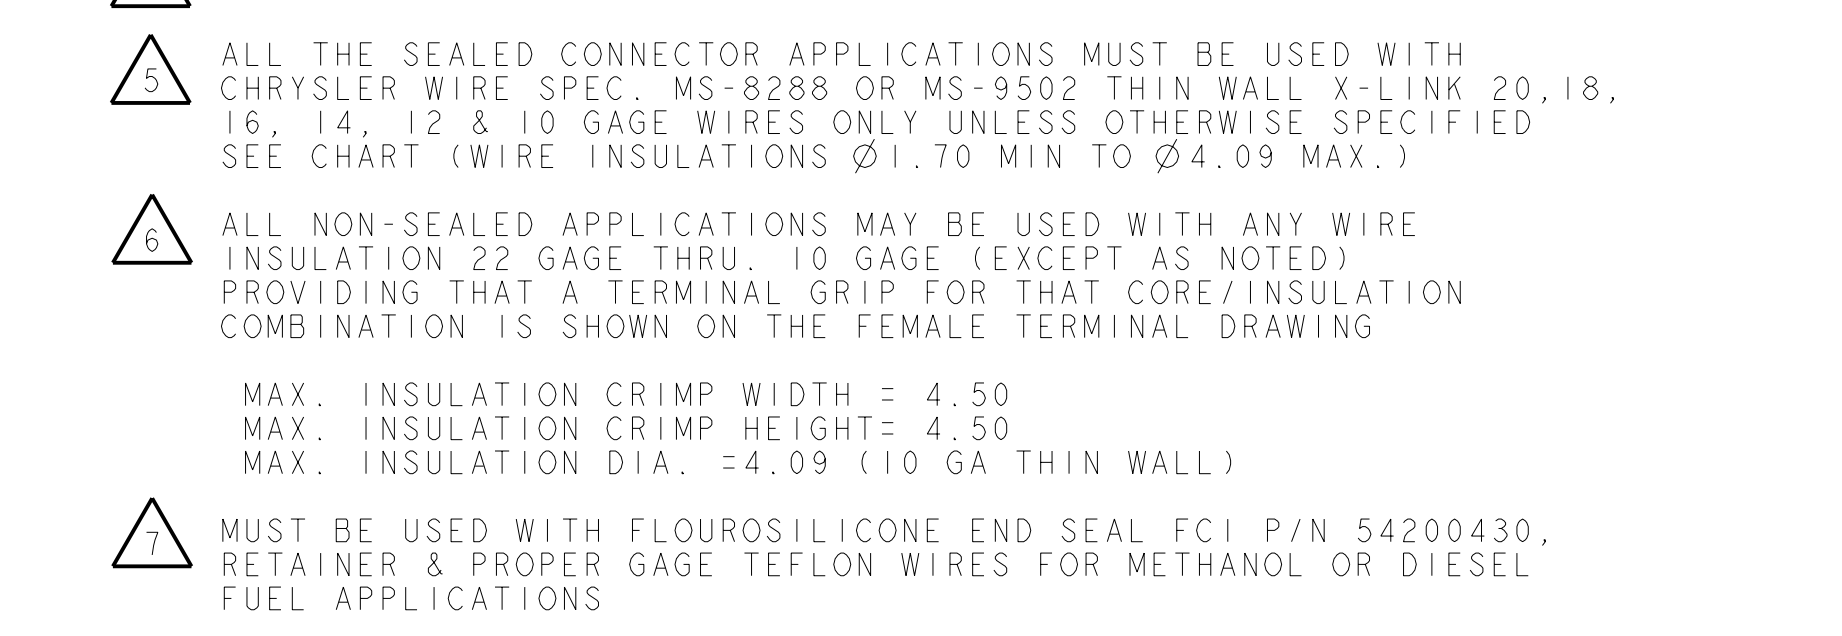 5 ALL THE SEALED CONNECTOR APPLICATIONS MUST BE USED WITH
CHRYSLER WIRE SPEC. MS-8288 OR MS-9502 THIN WALL X-LINK 20,18,
16, 14, 12 & 10 GAGE WIRES ONLY UNLESS OTHERWISE SPECIFIED
SEE CHART (WIRE INSULATIONS Ø1.70 MIN TO Ø4.09 MAX.)
6 ALL NON-SEALED APPLICATIONS MAY BE USED WITH ANY WIRE
INSULATION 22 GAGE THRU. 10 GAGE (EXCEPT AS NOTED)
PROVIDING THAT A TERMINAL GRIP FOR THAT CORE/INSULATION
COMBINATION IS SHOWN ON THE FEMALE TERMINAL DRAWING
MAX. INSULATION CRIMP WIDTH = 4.50
MAX. INSULATION CRIMP HEIGHT= 4.50
MAX. INSULATION DIA. =4.09 (10 GA THIN WALL)
7 MUST BE USED WITH FLOUROSILICONE END SEAL FCI P/N 54200430,
RETAINER & PROPER GAGE TEFLON WIRES FOR METHANOL OR DIESEL
FUEL APPLICATIONS